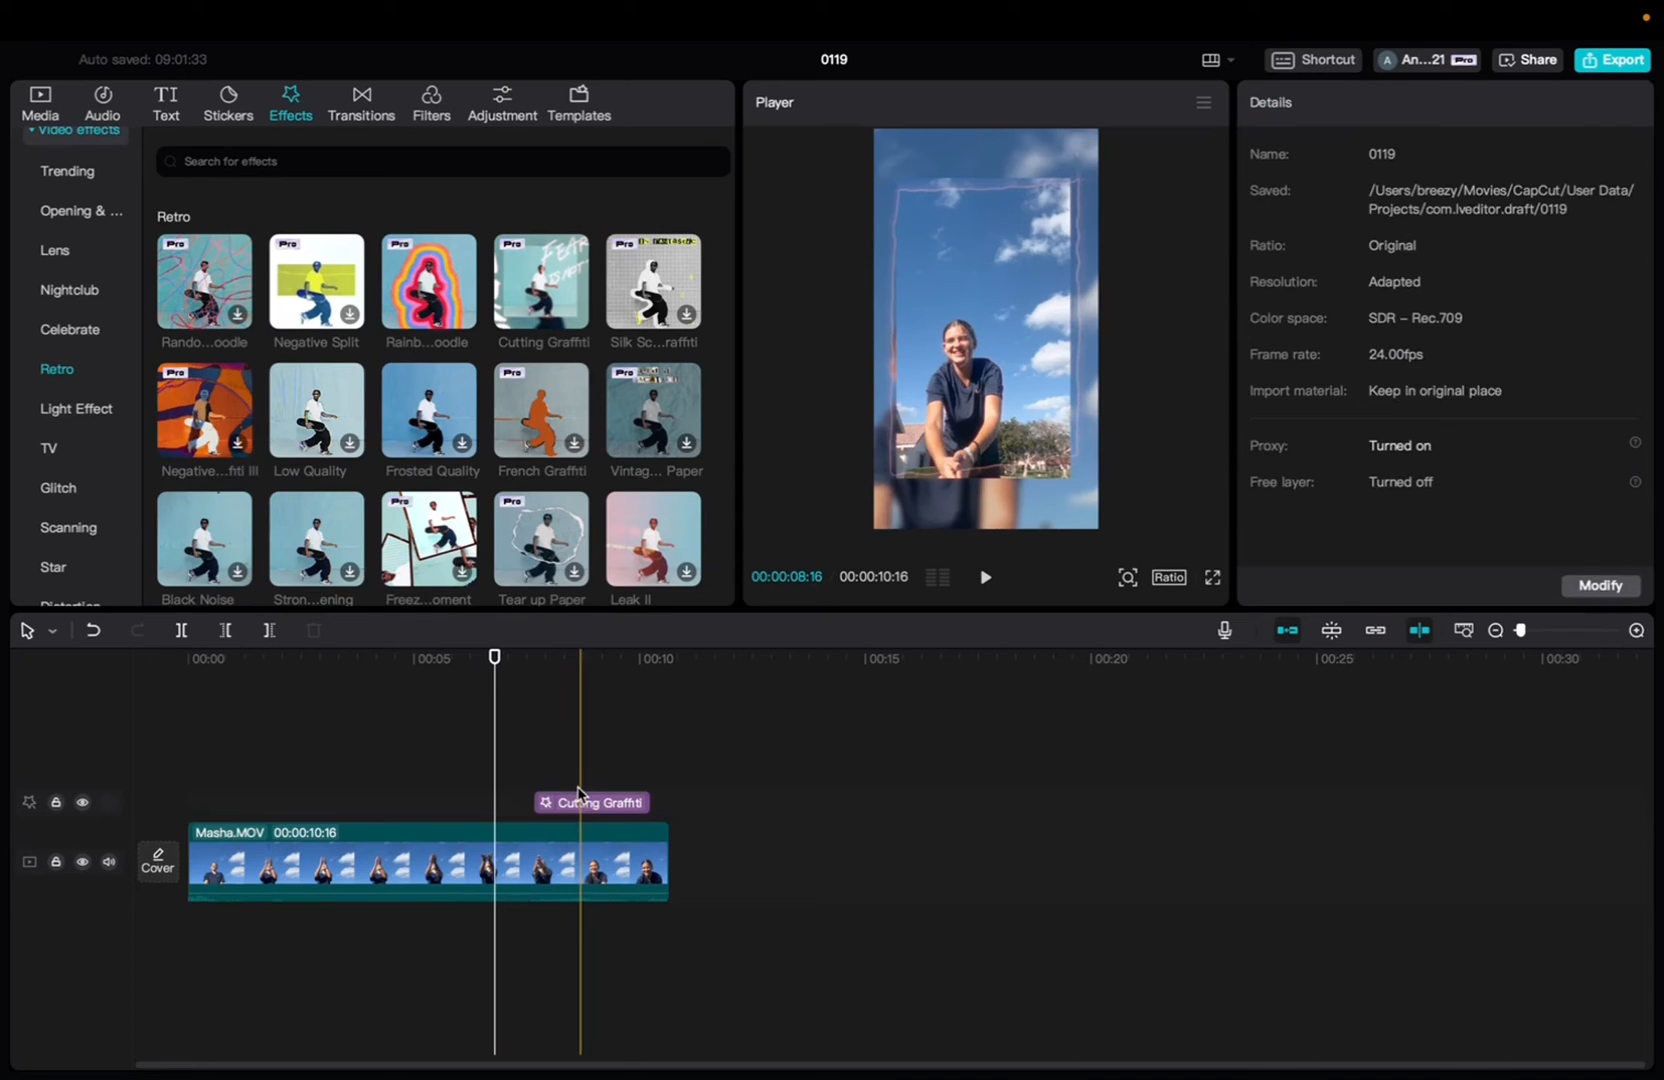 Auto saved: 09:01:33
0119
Shortcut
A An...21 Pro
Share
Export
Media
Audio
Text
Stickers
Effects
Transitions
Filters
Adjustment
Templates
Video effects
Trending
Opening & ...
Lens
Nightclub
Celebrate
Retro
Light Effect
TV
Glitch
Scanning
Star
Distortion
Search for effects
Retro
Pro
Pro
Pro
Pro
Pro
FEAR
IS NOT
Rando...oodle
Negative Split
Rainb...oodle
Cutting Graffiti
Silk Sc...raffiti
Pro
Pro
Pro
Negative...fiti III
Low Quality
Frosted Quality
French Graffiti
Vintag... Paper
Pro
Pro
Black Noise
Stron...ening
Freez...oment
Tear up Paper
Leak II
Player
00:00:08:16
00:00:10:16
Ratio
Details
Name: 0119
Saved: /Users/breezy/Movies/CapCut/User Data/
Projects/com.lveditor.draft/0119
Ratio: Original
Resolution: Adapted
Color space: SDR – Rec.709
Frame rate: 24.00fps
Import material: Keep in original place
Proxy: Turned on
Free layer: Turned off
Modify
00:00
00:05
00:10
00:15
00:20
00:25
00:30
Cutting Graffiti
Masha.MOV 00:00:10:16
Cover